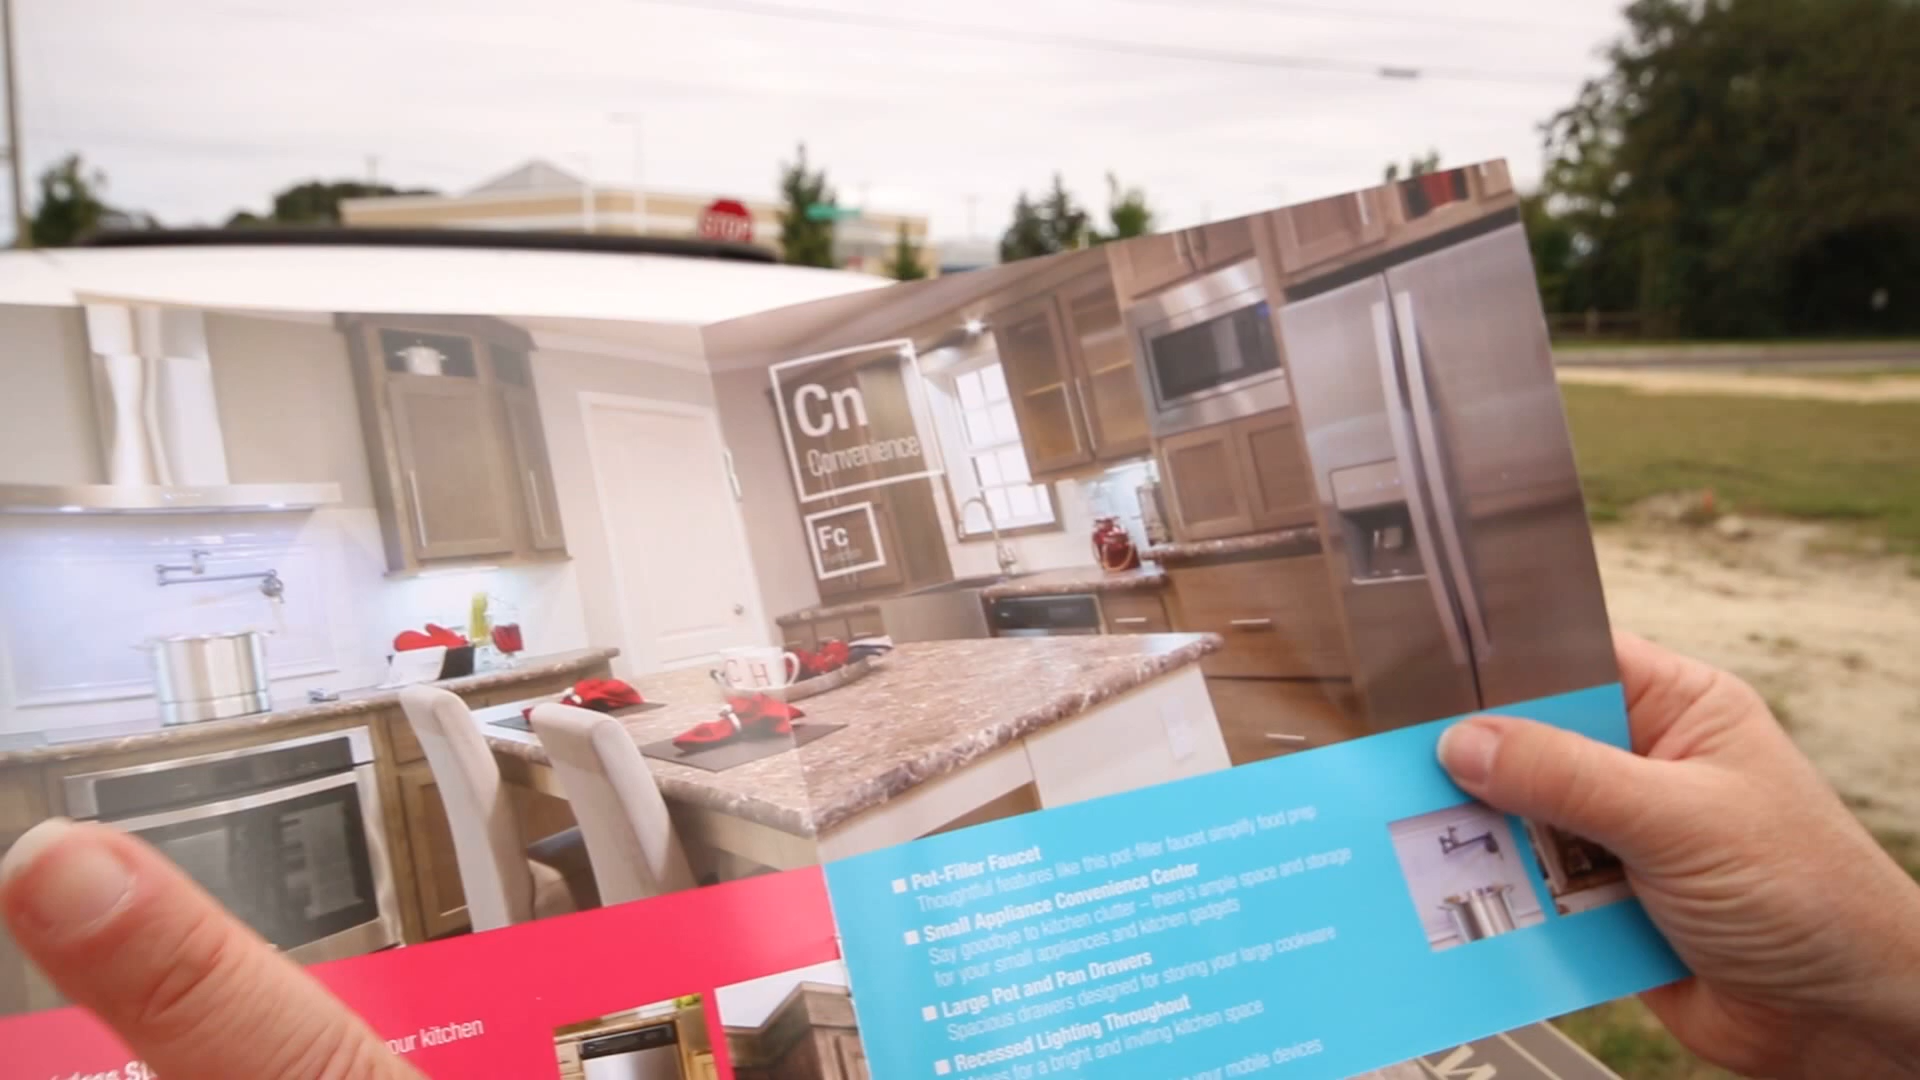 STOP
Cn
Convenience
Fc
C H
Pot-Filler Faucet
Thoughtful features like this pot-filler faucet simplify food prep
Small Appliance Convenience Center
Say goodbye to kitchen clutter – there's ample space and storage
for your small appliances and kitchen gadgets
Large Pot and Pan Drawers
Spacious drawers designed for storing your large cookware
Recessed Lighting Throughout
Makes for a bright and inviting kitchen space
your mobile devices
our kitchen